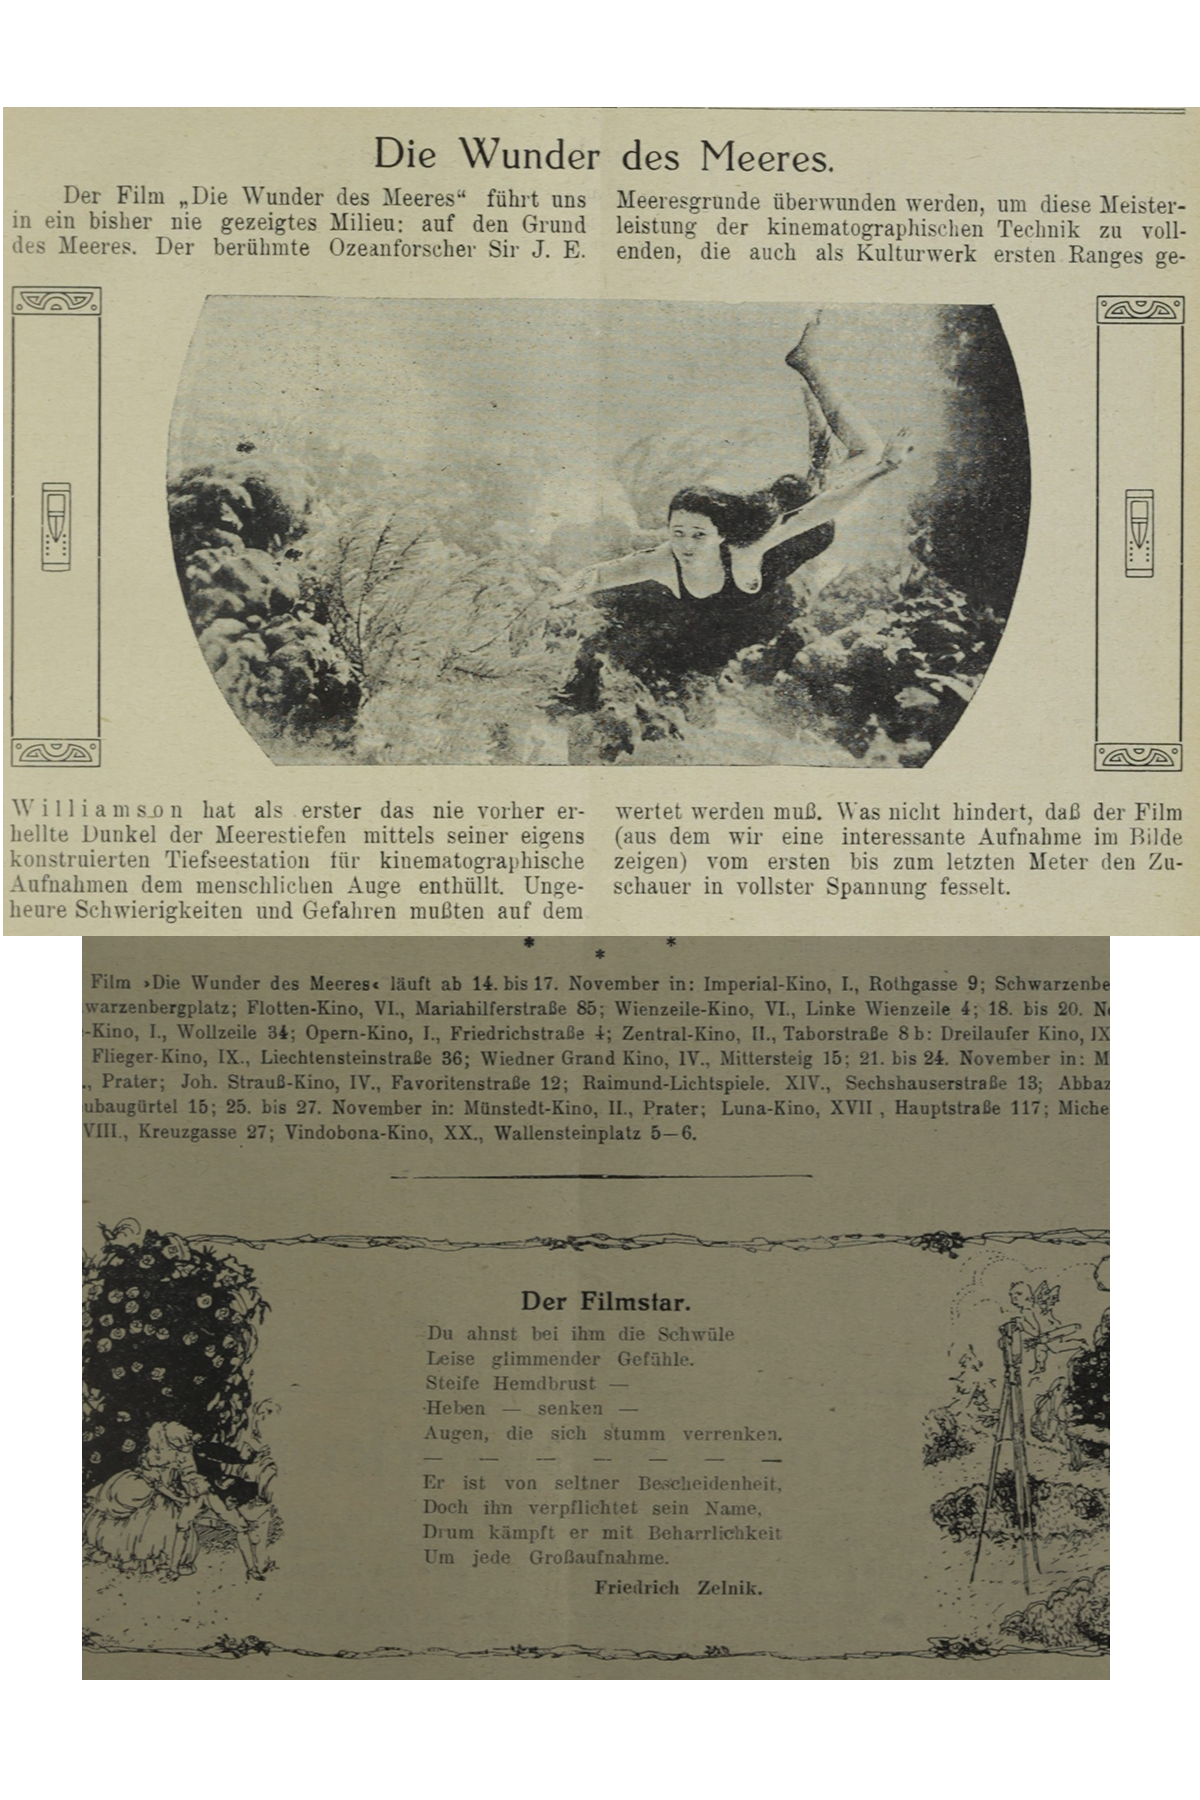 Die Wunder des Meeres.
Der Film „Die Wunder des Meeres“ führt uns
in ein bisher nie gezeigtes Milieu: auf den Grund
des Meeres. Der berühmte Ozeanforscher Sir J. E.
Williamson hat als erster das nie vorher er-
hellte Dunkel der Meerestiefen mittels seiner eigens
konstruierten Tiefseestation für kinematographische
Aufnahmen dem menschlichen Auge enthüllt. Unge-
heure Schwierigkeiten und Gefahren mußten auf dem
Meeresgrunde überwunden werden, um diese Meister-
leistung der kinematographischen Technik zu voll-
enden, die auch als Kulturwerk ersten Ranges ge-
wertet werden muß. Was nicht hindert, daß der Film
(aus dem wir eine interessante Aufnahme im Bilde
zeigen) vom ersten bis zum letzten Meter den Zu-
schauer in vollster Spannung fesselt.
* * *
Film »Die Wunder des Meeres« läuft ab 14. bis 17. November in: Imperial-Kino, I., Rothgasse 9; Schwarzenbe
warzenbergplatz; Flotten-Kino, VI., Mariahilferstraße 85; Wienzeile-Kino, VI., Linke Wienzeile 4; 18. bis 20. N
-Kino, I., Wollzeile 34; Opern-Kino, I., Friedrichstraße 4; Zentral-Kino, II., Taborstraße 8 b: Dreilaufer Kino, IX
Flieger-Kino, IX., Liechtensteinstraße 36; Wiedner Grand Kino, IV., Mittersteig 15; 21. bis 24. November in: M
., Prater; Joh. Strauß-Kino, IV., Favoritenstraße 12; Raimund-Lichtspiele. XIV., Sechshauserstraße 13; Abbaz
ubaugürtel 15; 25. bis 27. November in: Münstedt-Kino, II., Prater; Luna-Kino, XVII , Hauptstraße 117; Miche
VIII., Kreuzgasse 27; Vindobona-Kino, XX., Wallensteinplatz 5—6.
Der Filmstar.
Du ahnst bei ihm die Schwüle
Leise glimmender Gefühle.
Steife Hemdbrust —
Heben — senken —
Augen, die sich stumm verrenken.
— — — — — — —
Er ist von seltner Bescheidenheit,
Doch ihn verpflichtet sein Name,
Drum kämpft er mit Beharrlichkeit
Um jede Großaufnahme.
Friedrich Zelnik.